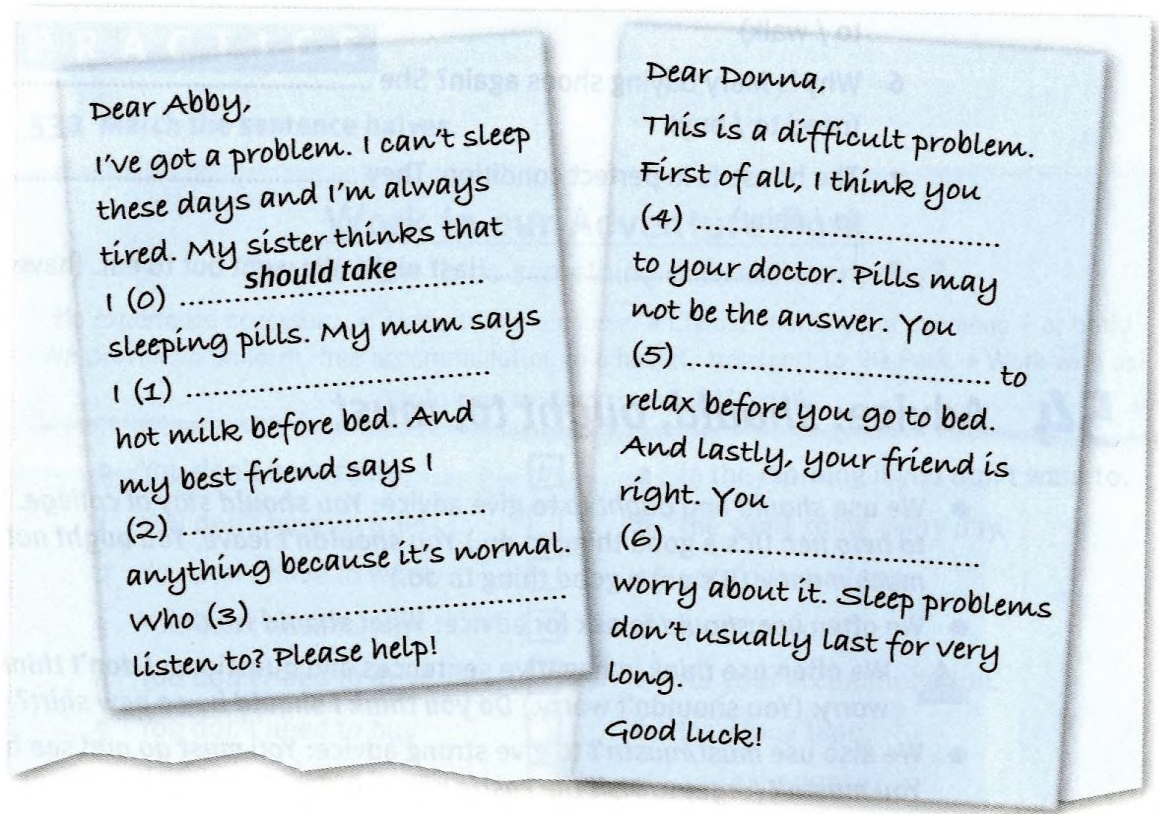 Dear Abby,
I've got a problem. I can't sleep
these days and I'm always
tired. My sister thinks that
I (0) should take
sleeping pills. My mum says
I (1) ........................................
hot milk before bed. And
my best friend says I
(2) ........................................
anything because it's normal.
Who (3) ........................................
listen to? Please help!
Dear Donna,
This is a difficult problem.
First of all, I think you
(4) ........................................
to your doctor. Pills may
not be the answer. You
(5) ........................................ to
relax before you go to bed.
And lastly, your friend is
right. You
(6) ........................................
worry about it. Sleep problems
don't usually last for very
long.
Good luck!
PRACTICE